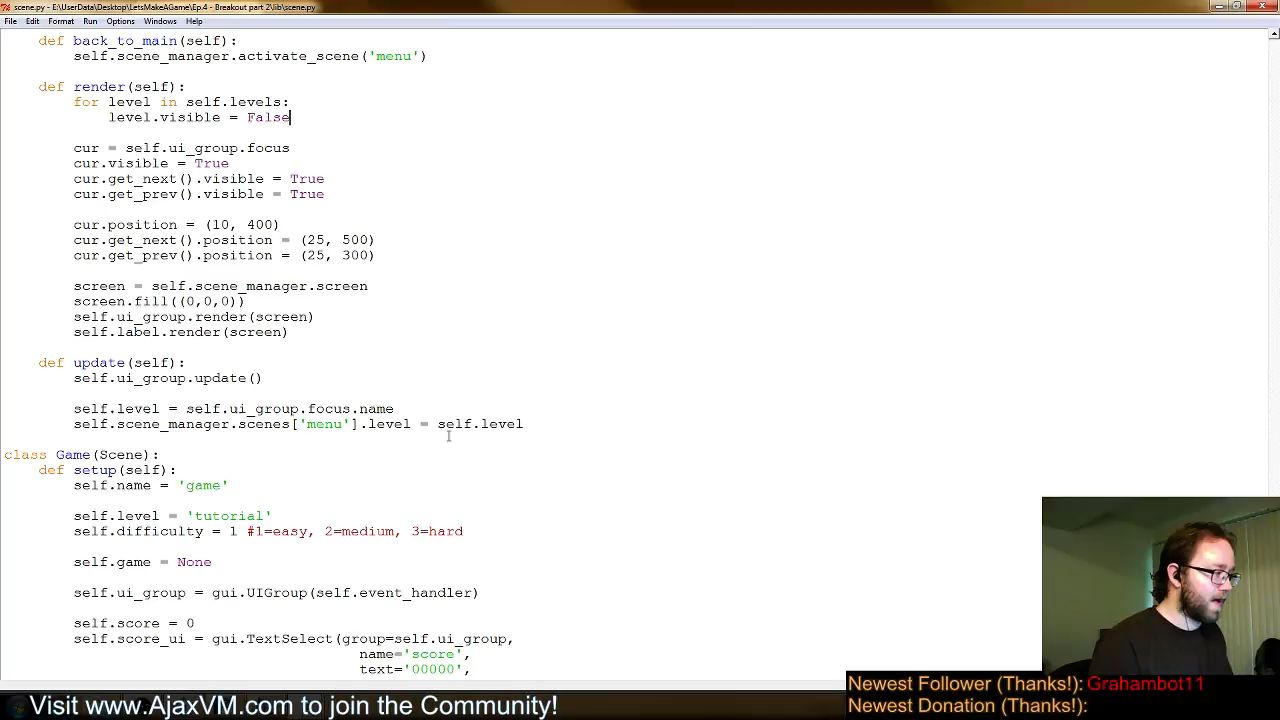 scene.py - E:\UserData\Desktop\LetsMakeAGame\Ep.4 - Breakout part 2\lib\scene.py
File Edit Format Run Options Windows Help
def back_to_main(self):
self.scene_manager.activate_scene('menu')
def render(self):
for level in self.levels:
level.visible = False
cur = self.ui_group.focus
cur.visible = True
cur.get_next().visible = True
cur.get_prev().visible = True
cur.position = (10, 400)
cur.get_next().position = (25, 500)
cur.get_prev().position = (25, 300)
screen = self.scene_manager.screen
screen.fill((0,0,0))
self.ui_group.render(screen)
self.label.render(screen)
def update(self):
self.ui_group.update()
self.level = self.ui_group.focus.name
self.scene_manager.scenes['menu'].level = self.level
class Game(Scene):
def setup(self):
self.name = 'game'
self.level = 'tutorial'
self.difficulty = 1 #1=easy, 2=medium, 3=hard
self.game = None
self.ui_group = gui.UIGroup(self.event_handler)
self.score = 0
self.score_ui = gui.TextSelect(group=self.ui_group,
name='score',
text='00000',
Visit www.AjaxVM.com to join the Community!
Newest Follower (Thanks!): Grahambot11
Newest Donation (Thanks!):